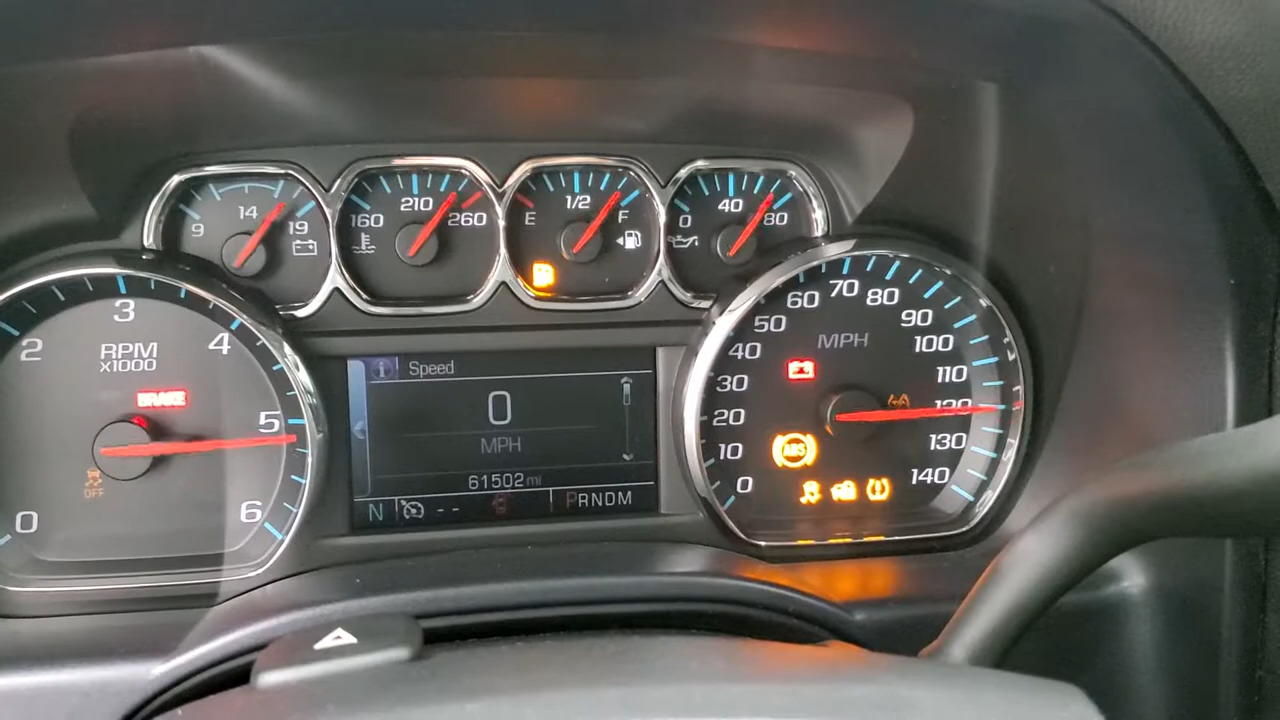 14
9 19
210
160 260
1/2
E F
40
0 80
0 2 3 4 5 6
RPM
x1000
BRAKE
OFF
Speed
0
MPH
61502 mi
N -- PRNDM
0 10 20 30 40 50 60 70 80 90 100 110 120 130 140
MPH
ABS